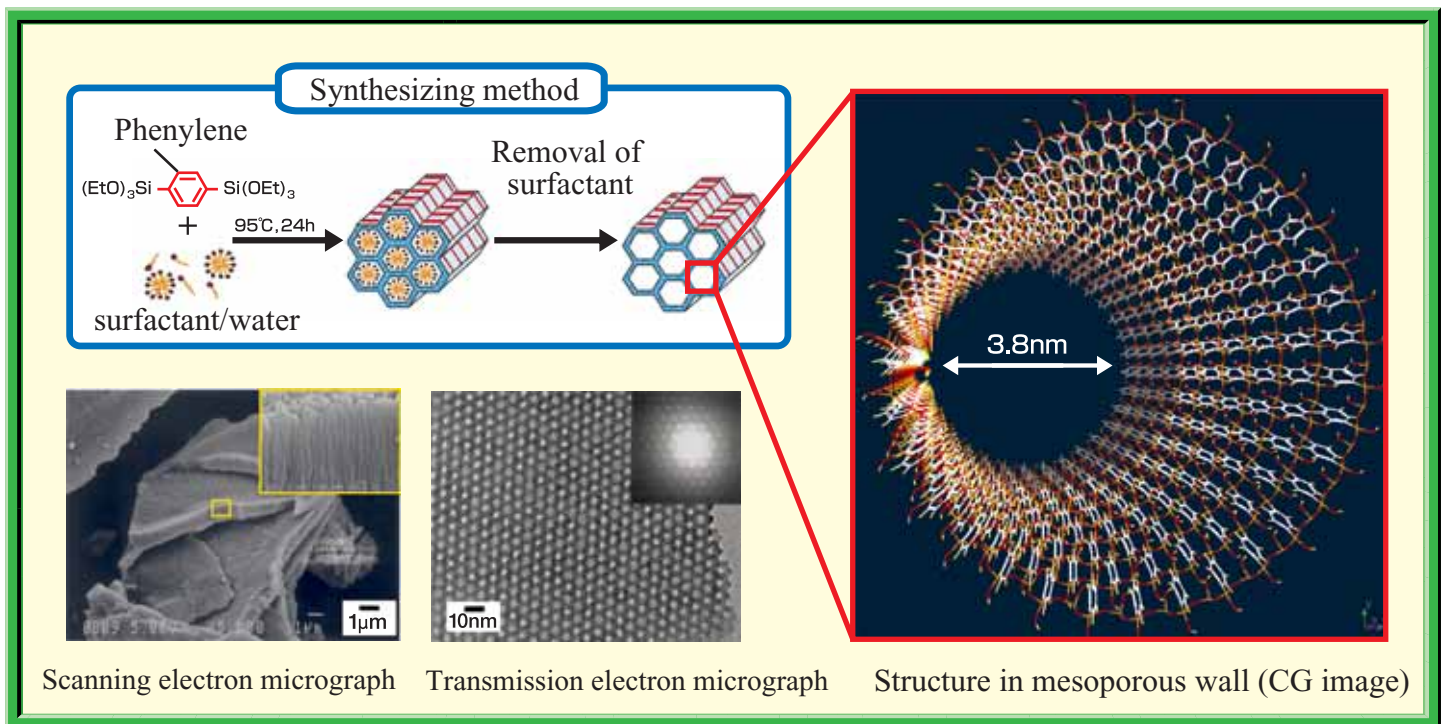 Synthesizing method
Phenylene
(EtO)₃Si
Si(OEt)₃
+
95℃,24h
surfactant/water
Removal of
surfactant
3.8nm
1μm
10nm
Scanning electron micrograph
Transmission electron micrograph
Structure in mesoporous wall (CG image)